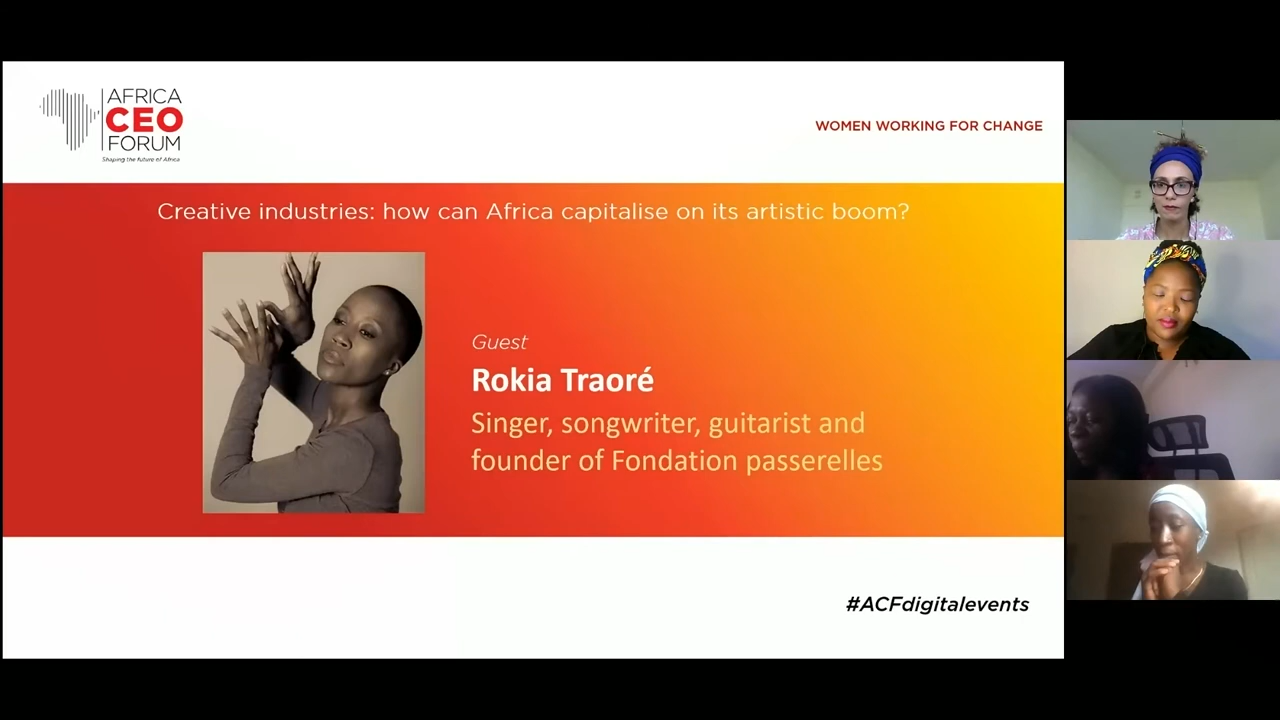 AFRICA
CEO
FORUM
Shaping the future of Africa
WOMEN WORKING FOR CHANGE
Creative industries: how can Africa capitalise on its artistic boom?
Guest
Rokia Traoré
Singer, songwriter, guitarist and
founder of Fondation passerelles
#ACFdigitalevents